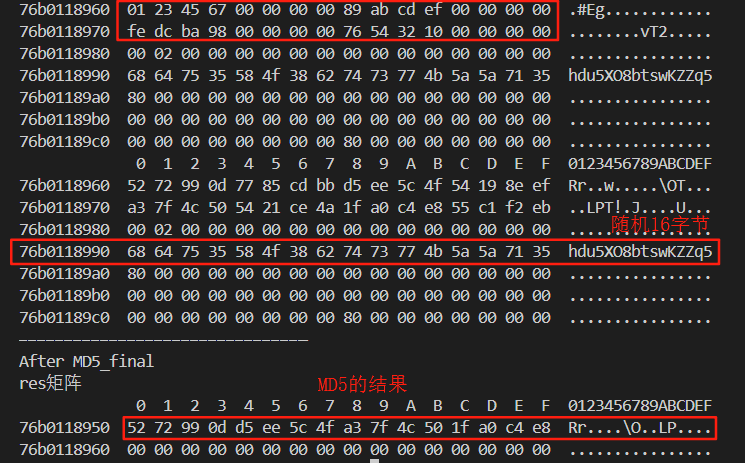 76b0118960 01 23 45 67 00 00 00 00 89 ab cd ef 00 00 00 00 .#Eg............
76b0118970 fe dc ba 98 00 00 00 00 76 54 32 10 00 00 00 00 ........vT2.....
76b0118980 00 02 00 00 00 00 00 00 00 00 00 00 00 00 00 00 ................
76b0118990 68 64 75 35 58 4f 38 62 74 73 77 4b 5a 5a 71 35 hdu5XO8btswKZZq5
76b01189a0 80 00 00 00 00 00 00 00 00 00 00 00 00 00 00 00 ................
76b01189b0 00 00 00 00 00 00 00 00 00 00 00 00 00 00 00 00 ................
76b01189c0 00 00 00 00 00 00 00 00 80 00 00 00 00 00 00 00 ................
0 1 2 3 4 5 6 7 8 9 A B C D E F 0123456789ABCDEF
76b0118960 52 72 99 0d 77 85 cd bb d5 ee 5c 4f 54 19 8e ef Rr..w.....\OT...
76b0118970 a3 7f 4c 50 54 21 ce 4a 1f a0 c4 e8 55 c1 f2 eb ..LPT!.J....U...
76b0118980 00 02 00 00 00 00 00 00 00 00 00 00 00 00 00 00 ................
随机16字节
76b0118990 68 64 75 35 58 4f 38 62 74 73 77 4b 5a 5a 71 35 hdu5XO8btswKZZq5
76b01189a0 80 00 00 00 00 00 00 00 00 00 00 00 00 00 00 00 ................
76b01189b0 00 00 00 00 00 00 00 00 00 00 00 00 00 00 00 00 ................
76b01189c0 00 00 00 00 00 00 00 00 80 00 00 00 00 00 00 00 ................
________________________________
After MD5_final
res矩阵
MD5的结果
0 1 2 3 4 5 6 7 8 9 A B C D E F 0123456789ABCDEF
76b0118950 52 72 99 0d d5 ee 5c 4f a3 7f 4c 50 1f a0 c4 e8 Rr....\O..LP....
76b0118960 00 00 00 00 00 00 00 00 00 00 00 00 00 00 00 00 ................